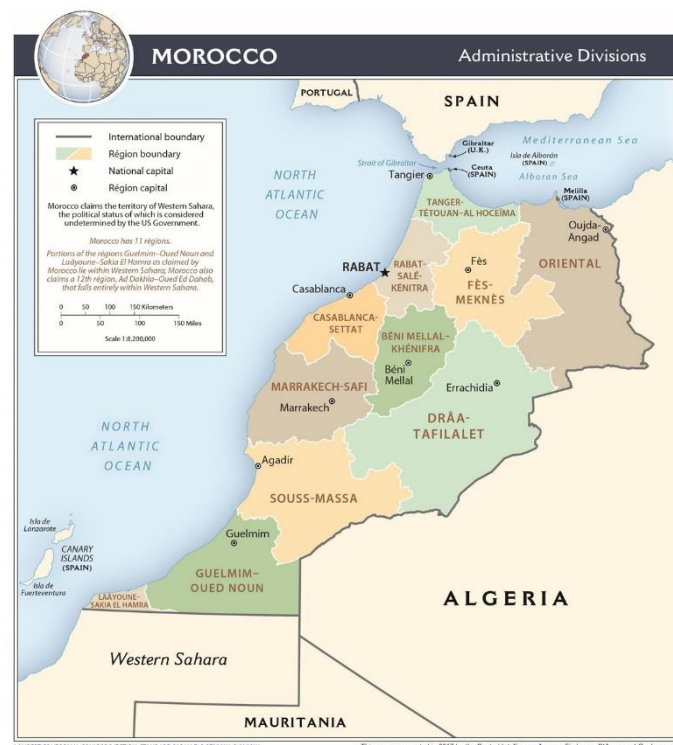 MOROCCO
Administrative Divisions
International boundary
Région boundary
National capital
Région capital
Morocco claims the territory of Western Sahara,
the political status of which is considered
undetermined by the US Government.
Morocco has 11 régions.
Portions of the régions Guelmim–Oued Noun and
Laâyoune–Sakia El Hamra as claimed by
Morocco lie within Western Sahara; Morocco also
claims a 12th région, Ad Dakhla–Oued Ed Dahab,
that falls entirely within Western Sahara.
0 50 100 150 Kilometers
0 50 100 150 Miles
Scale 1:8,200,000
PORTUGAL
SPAIN
Gibraltar
(U.K.)
Mediterranean Sea
Strait of Gibraltar
Ceuta
(SPAIN)
Isla de Alborán
(SPAIN)
Alboran Sea
Melilla
(SPAIN)
NORTH
ATLANTIC
OCEAN
Tangier
TANGER-
TÉTOUAN–AL HOCEÏMA
Oujda-
Angad
ORIENTAL
RABAT
RABAT-
SALÉ-
KÉNITRA
Fès
FÈS-
MEKNÈS
Casablanca
CASABLANCA-
SETTAT
BÉNI MELLAL–
KHÉNIFRA
Béni
Mellal
MARRAKECH-SAFI
Marrakech
Errachidia
DRÂA-
TAFILALET
NORTH
ATLANTIC
OCEAN
Agadir
SOUSS-MASSA
Isla de
Lanzarote
CANARY
ISLANDS
(SPAIN)
Isla de
Fuerteventura
Guelmim
GUELMIM–
OUED NOUN
LAÂYOUNE–
SAKIA EL HAMRA
ALGERIA
Western Sahara
MAURITANIA